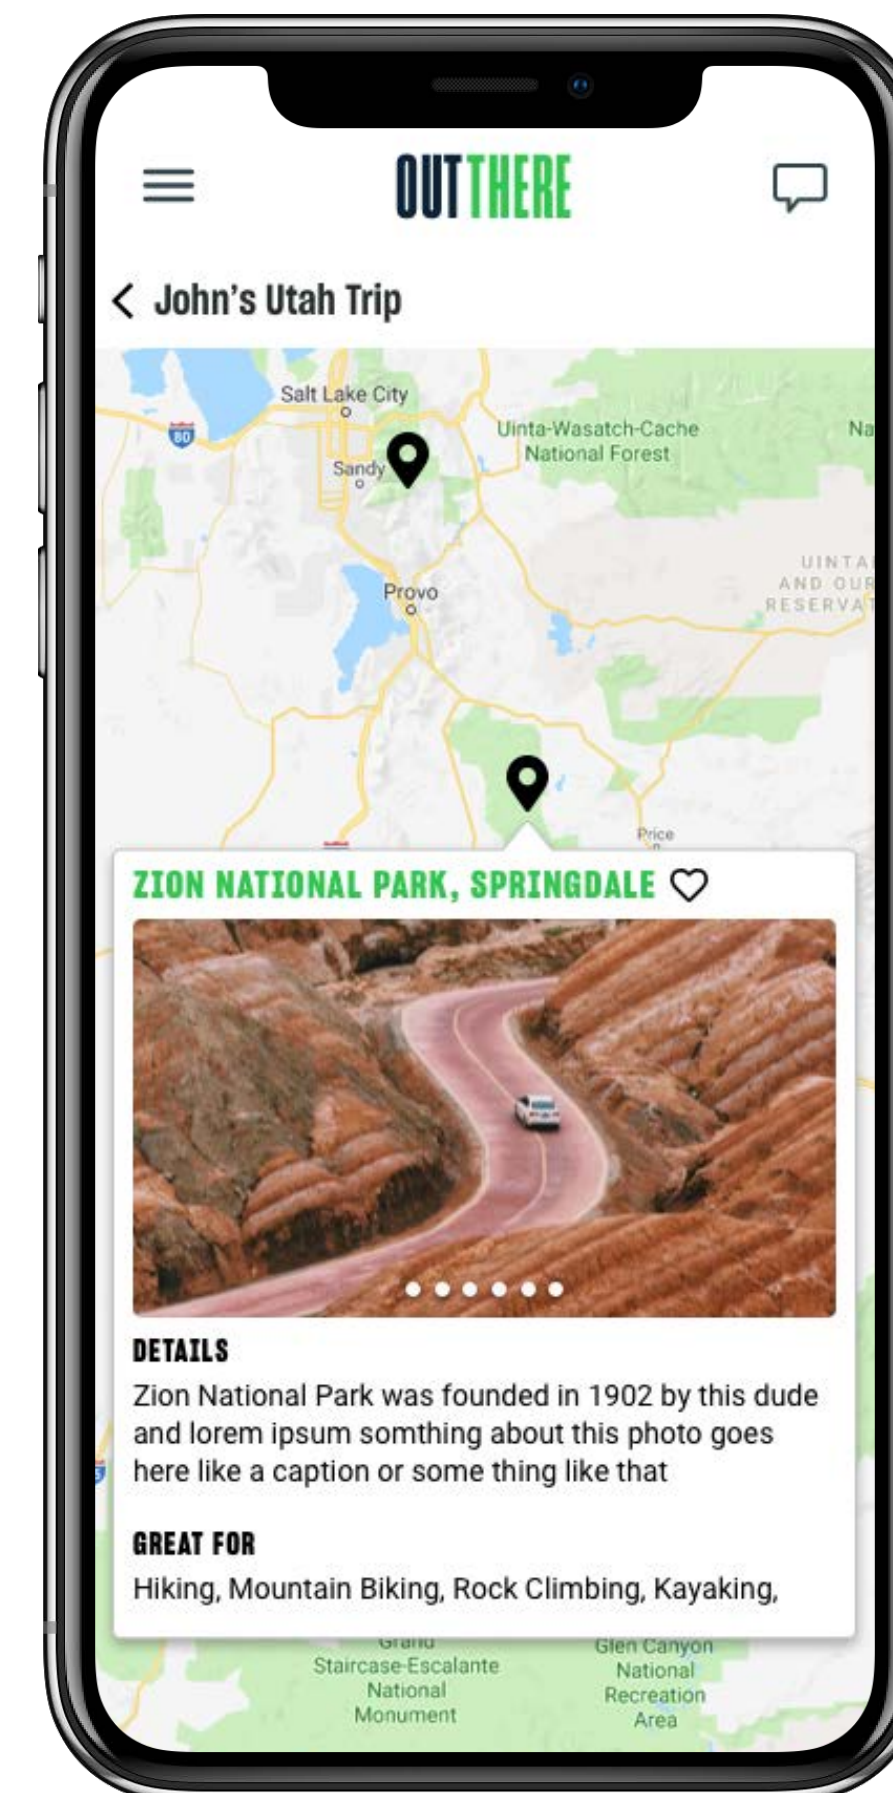 OUTTHERE
John's Utah Trip
Salt Lake City
80
Uinta-Wasatch-Cache
National Forest
Na
Sandy
UINTA
AND OUR
RESERVAT
Provo
Price
ZION NATIONAL PARK, SPRINGDALE
DETAILS
Zion National Park was founded in 1902 by this dude
and lorem ipsum somthing about this photo goes
here like a caption or some thing like that
GREAT FOR
Hiking, Mountain Biking, Rock Climbing, Kayaking,
Grand
Staircase-Escalante
National
Monument
Glen Canyon
National
Recreation
Area